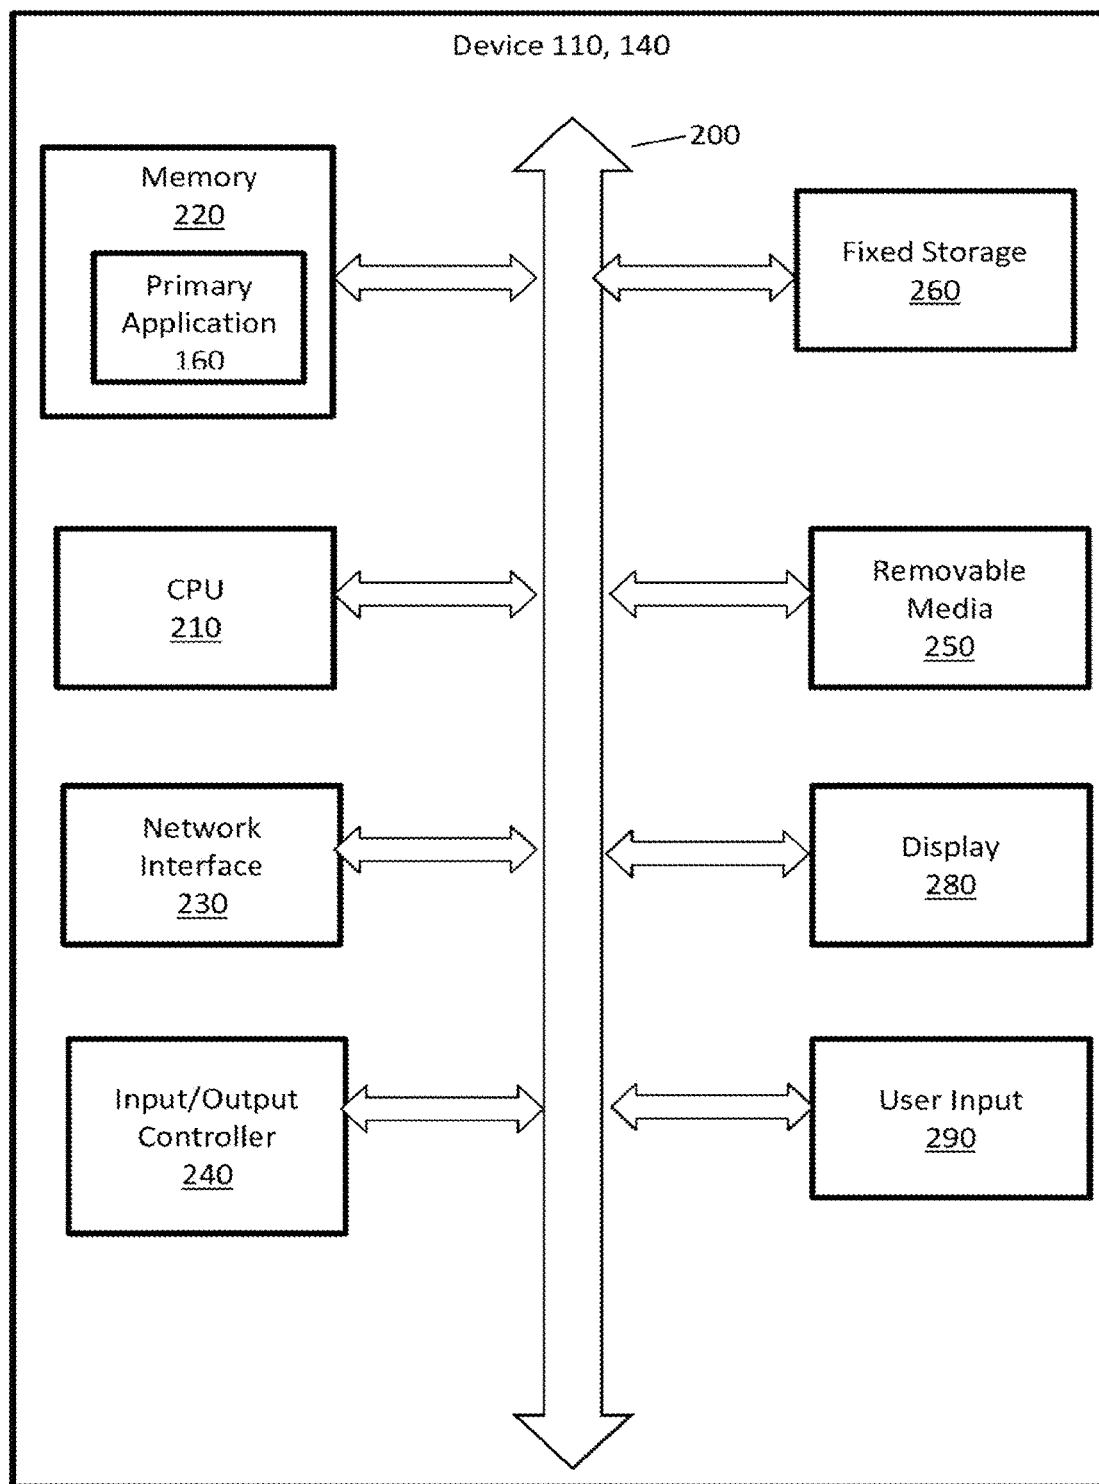 Device 110, 140
200
Memory
220
Primary
Application
160
Fixed Storage
260
CPU
210
Removable
Media
250
Network
Interface
230
Display
280
Input/Output
Controller
240
User Input
290